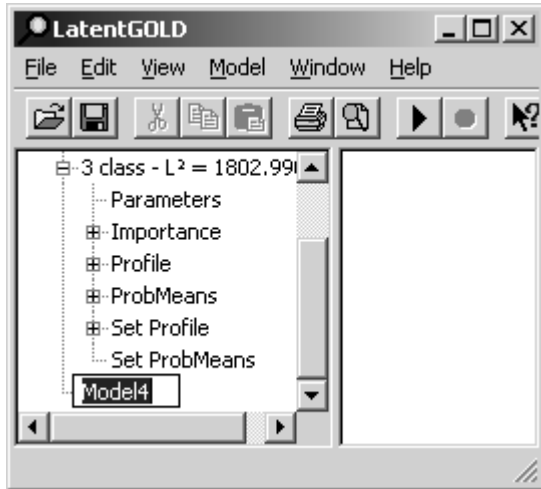 LatentGOLD
File Edit View Model Window Help
3 class - L² = 1802.99
Parameters
Importance
Profile
ProbMeans
Set Profile
Set ProbMeans
Model4